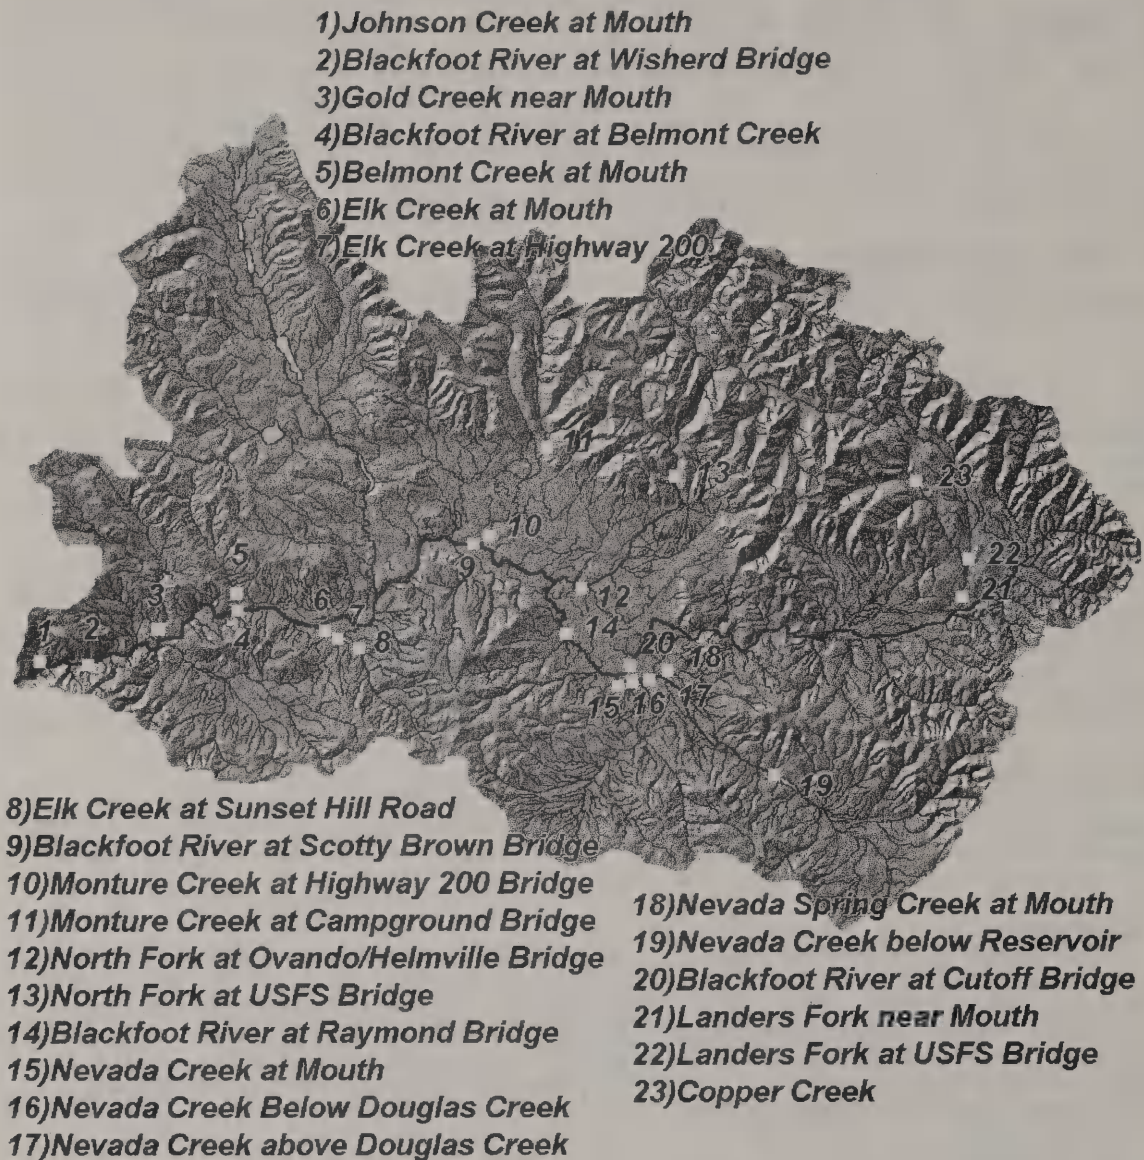 1)Johnson Creek at Mouth
2)Blackfoot River at Wisherd Bridge
3)Gold Creek near Mouth
4)Blackfoot River at Belmont Creek
5)Belmont Creek at Mouth
6)Elk Creek at Mouth
7)Elk Creek at Highway 200
11
13
23
10
5
9
22
3
6
7
12
21
1
2
4
8
14
20
18
15
16
17
19
8)Elk Creek at Sunset Hill Road
9)Blackfoot River at Scotty Brown Bridge
10)Monture Creek at Highway 200 Bridge
11)Monture Creek at Campground Bridge
12)North Fork at Ovando/Helmville Bridge
13)North Fork at USFS Bridge
14)Blackfoot River at Raymond Bridge
15)Nevada Creek at Mouth
16)Nevada Creek Below Douglas Creek
17)Nevada Creek above Douglas Creek
18)Nevada Spring Creek at Mouth
19)Nevada Creek below Reservoir
20)Blackfoot River at Cutoff Bridge
21)Landers Fork near Mouth
22)Landers Fork at USFS Bridge
23)Copper Creek